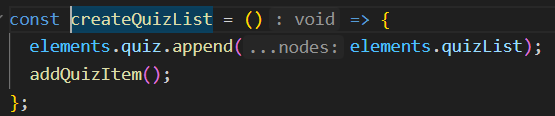 const createQuizList = () : void => {
elements.quiz.append(...nodes: elements.quizList);
addQuizItem();
};